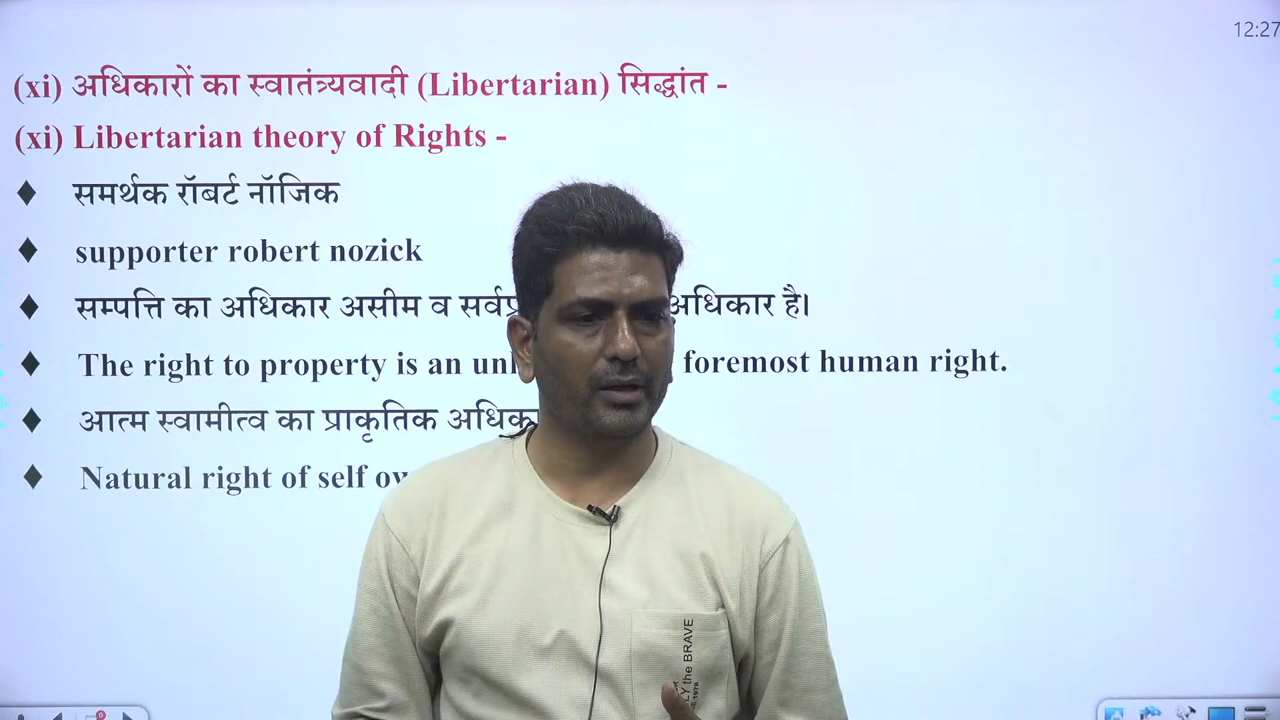 12:27
(xi) अधिकारों का स्वातंत्र्यवादी (Libertarian) सिद्धांत -
(xi) Libertarian theory of Rights -
समर्थक रॉबर्ट नॉजिक
supporter robert nozick
सम्पत्ति का अधिकार असीम व अधिकार है।
The right to property is an foremost human right.
आत्म स्वामीत्व का प्राकृतिक
Natural right of self
the BRAVE